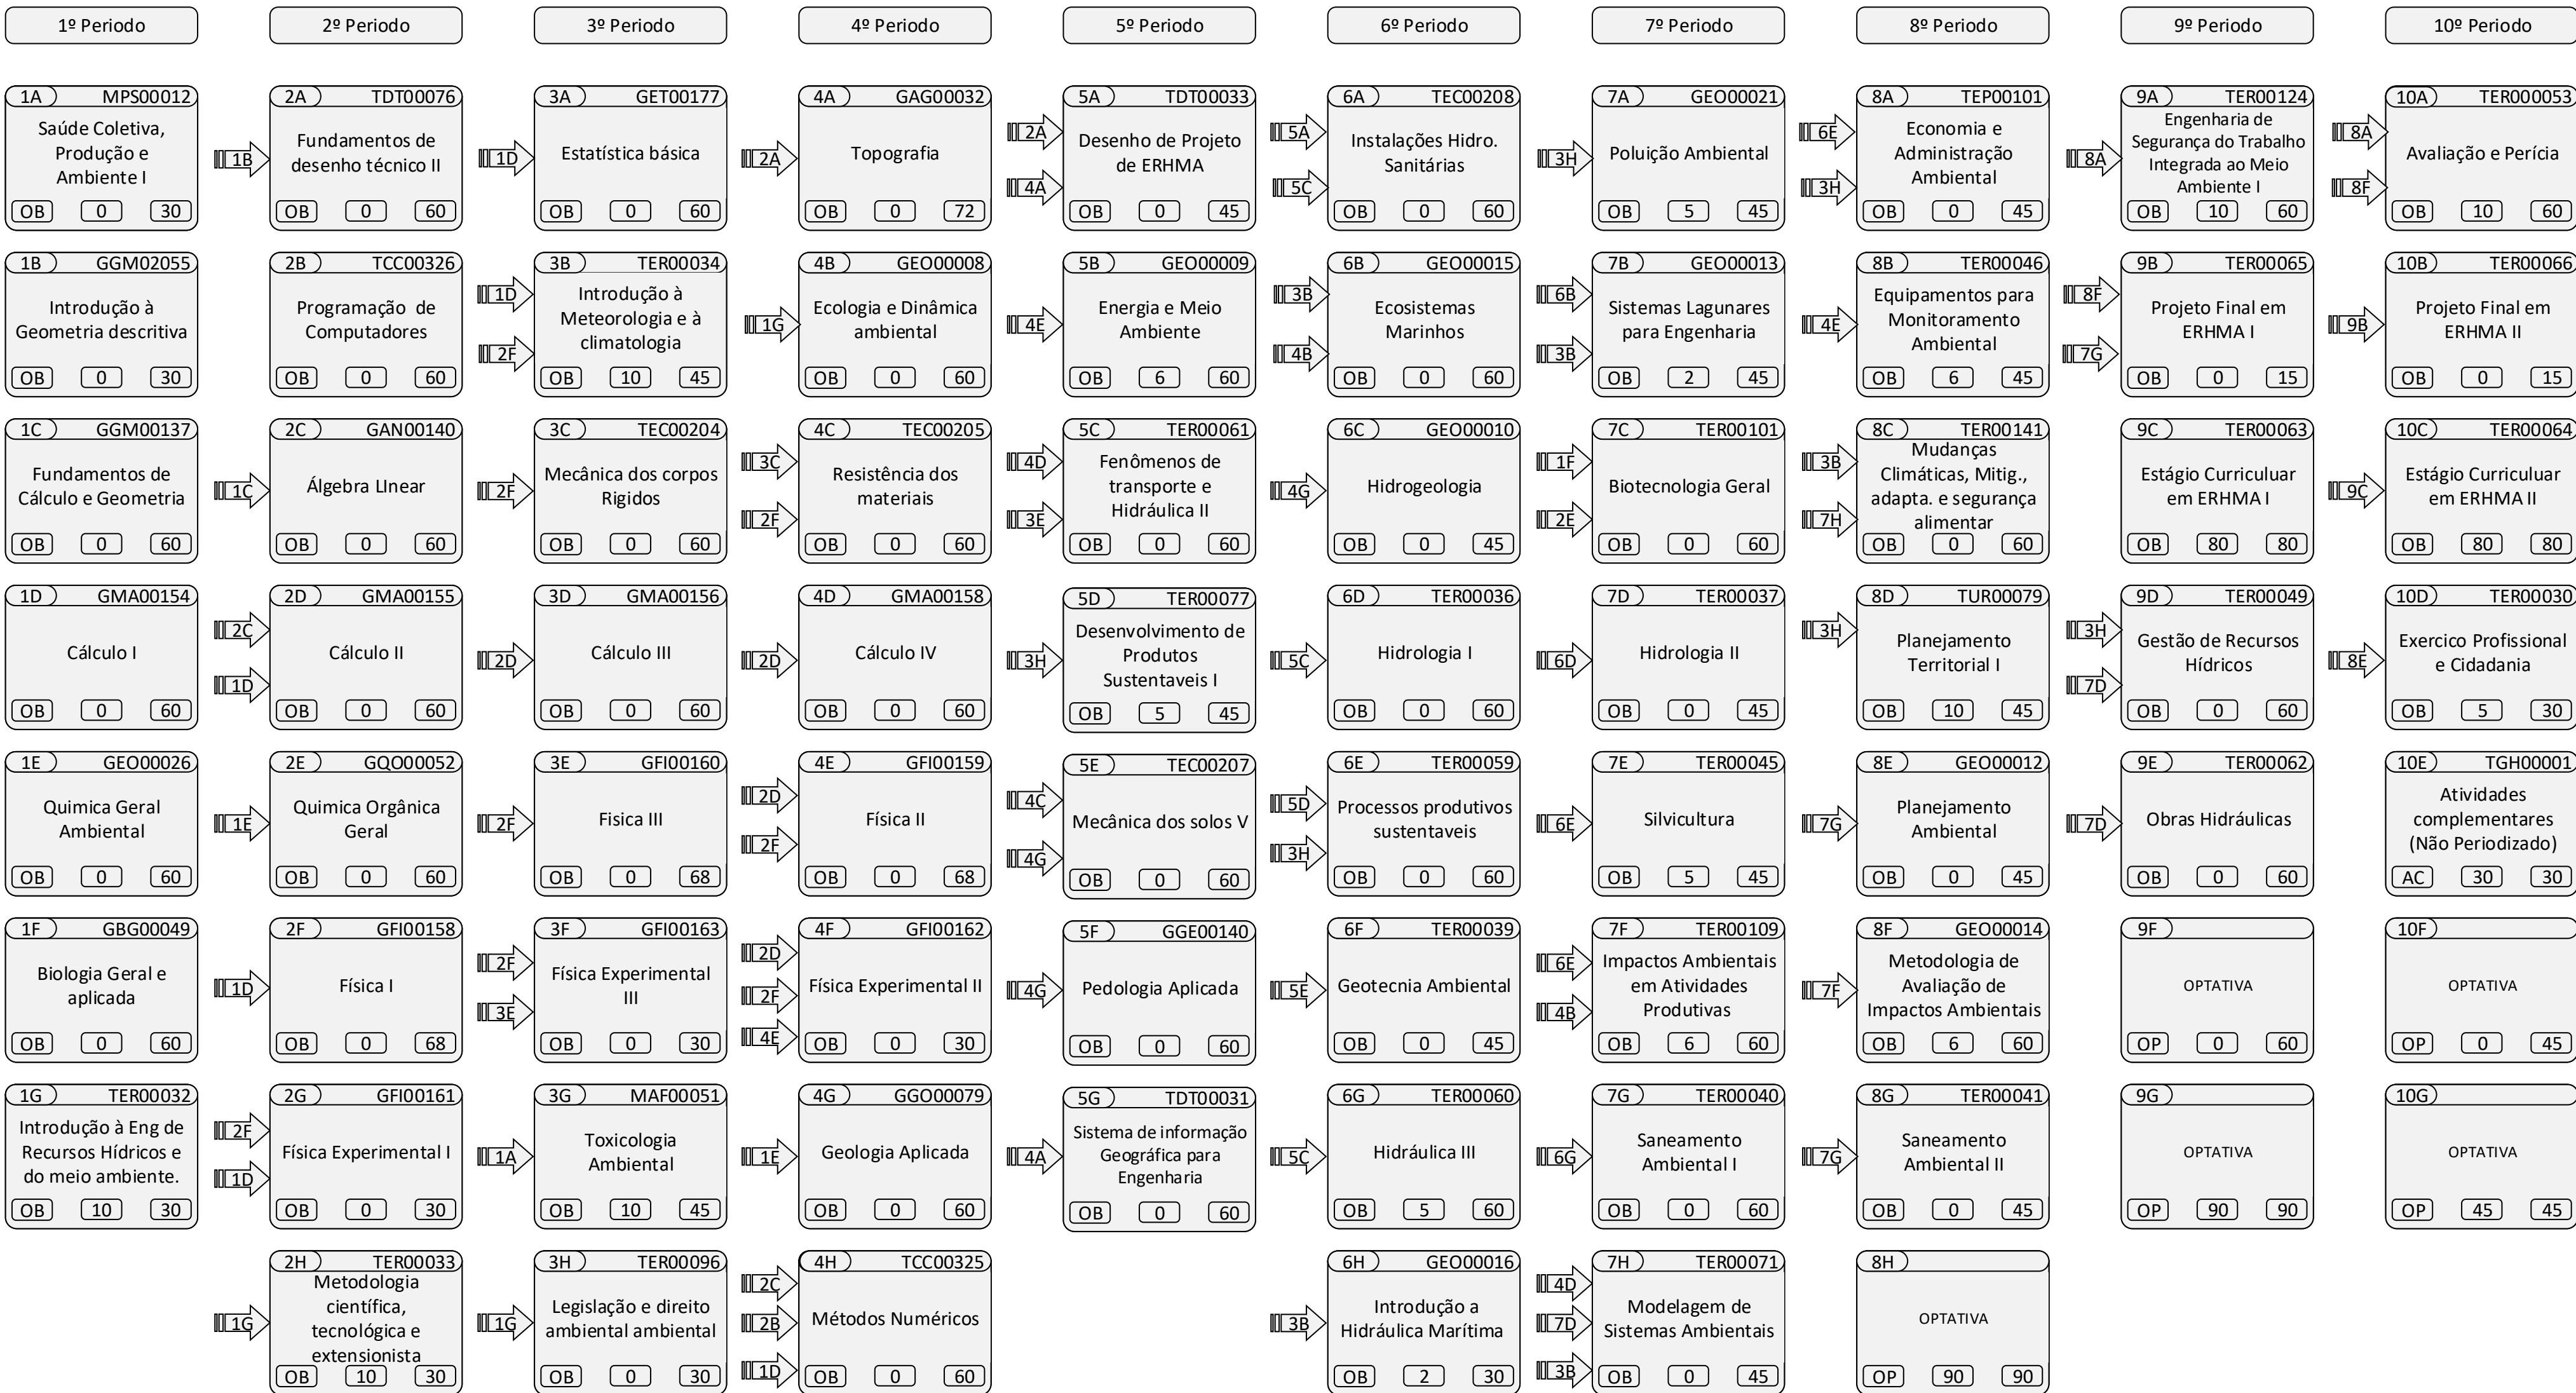 1º Periodo
2º Periodo
3º Periodo
4º Periodo
5º Periodo
6º Periodo
7º Periodo
8º Periodo
9º Periodo
10º Periodo
1A MPS00012
Saúde Coletiva,
Produção e
Ambiente I
OB 0 30
1B
2A TDT00076
Fundamentos de
desenho técnico II
OB 0 60
1D
3A GET00177
Estatística básica
OB 0 60
2A
4A GAG00032
Topografia
OB 0 72
2A
4A
5A TDT00033
Desenho de Projeto
de ERHMA
OB 0 45
5A
5C
6A TEC00208
Instalações Hidro.
Sanitárias
OB 0 60
3H
7A GEO00021
Poluição Ambiental
OB 5 45
6E
3H
8A TEP00101
Economia e
Administração
Ambiental
OB 0 45
8A
9A TER00124
Engenharia de
Segurança do Trabalho
Integrada ao Meio
Ambiente I
OB 10 60
8A
8F
10A TER000053
Avaliação e Perícia
OB 10 60
1B GGM02055
Introdução à
Geometria descritiva
OB 0 30
2B TCC00326
Programação de
Computadores
OB 0 60
1D
2F
3B TER00034
Introdução à
Meteorologia e à
climatologia
OB 10 45
1G
4B GEO00008
Ecologia e Dinâmica
ambiental
OB 0 60
4E
5B GEO00009
Energia e Meio
Ambiente
OB 6 60
3B
4B
6B GEO00015
Ecosistemas
Marinhos
OB 0 60
6B
3B
7B GEO00013
Sistemas Lagunares
para Engenharia
OB 2 45
4E
8B TER00046
Equipamentos para
Monitoramento
Ambiental
OB 6 45
8F
7G
9B TER00065
Projeto Final em
ERHMA I
OB 0 15
9B
10B TER00066
Projeto Final em
ERHMA II
OB 0 15
1C GGM00137
Fundamentos de
Cálculo e Geometria
OB 0 60
1C
2C GAN00140
Álgebra LInear
OB 0 60
2F
3C TEC00204
Mecânica dos corpos
Rigidos
OB 0 60
3C
2F
4C TEC00205
Resistência dos
materiais
OB 0 60
4D
3E
5C TER00061
Fenômenos de
transporte e
Hidráulica II
OB 0 60
4G
6C GEO00010
Hidrogeologia
OB 0 45
1F
2E
7C TER00101
Biotecnologia Geral
OB 0 60
3B
7H
8C TER00141
Mudanças
Climáticas, Mitig.,
adapta. e segurança
alimentar
OB 0 60
9C TER00063
Estágio Curriculuar
em ERHMA I
OB 80 80
9C
10C TER00064
Estágio Curriculuar
em ERHMA II
OB 80 80
1D GMA00154
Cálculo I
OB 0 60
2C
1D
2D GMA00155
Cálculo II
OB 0 60
2D
3D GMA00156
Cálculo III
OB 0 60
2D
4D GMA00158
Cálculo IV
OB 0 60
3H
5D TER00077
Desenvolvimento de
Produtos
Sustentaveis I
OB 5 45
5C
6D TER00036
Hidrologia I
OB 0 60
6D
7D TER00037
Hidrologia II
OB 0 45
3H
8D TUR00079
Planejamento
Territorial I
OB 10 45
3H
7D
9D TER00049
Gestão de Recursos
Hídricos
OB 0 60
8E
10D TER00030
Exercico Profissional
e Cidadania
OB 5 30
1E GEO00026
Quimica Geral
Ambiental
OB 0 60
1E
2E GQO00052
Quimica Orgânica
Geral
OB 0 60
2F
3E GFI00160
Fisica III
OB 0 68
2D
2F
4E GFI00159
Física II
OB 0 68
4C
4G
5E TEC00207
Mecânica dos solos V
OB 0 60
5D
3H
6E TER00059
Processos produtivos
sustentaveis
OB 0 60
6E
7E TER00045
Silvicultura
OB 5 45
7G
8E GEO00012
Planejamento
Ambiental
OB 0 45
7D
9E TER00062
Obras Hidráulicas
OB 0 60
10E TGH00001
Atividades
complementares
(Não Periodizado)
AC 30 30
1F GBG00049
Biologia Geral e
aplicada
OB 0 60
1D
2F GFI00158
Física I
OB 0 68
2F
3E
3F GFI00163
Física Experimental
III
OB 0 30
2D
2F
4E
4F GFI00162
Física Experimental II
OB 0 30
4G
5F GGE00140
Pedologia Aplicada
OB 0 60
5E
6F TER00039
Geotecnia Ambiental
OB 0 45
6E
4B
7F TER00109
Impactos Ambientais
em Atividades
Produtivas
OB 6 60
7F
8F GEO00014
Metodologia de
Avaliação de
Impactos Ambientais
OB 6 60
9F
OPTATIVA
OP 0 60
10F
OPTATIVA
OP 0 45
1G TER00032
Introdução à Eng de
Recursos Hídricos e
do meio ambiente.
OB 10 30
2F
1D
2G GFI00161
Física Experimental I
OB 0 30
1A
3G MAF00051
Toxicologia
Ambiental
OB 10 45
1E
4G GGO00079
Geologia Aplicada
OB 0 60
4A
5G TDT00031
Sistema de informação
Geográfica para
Engenharia
OB 0 60
5C
6G TER00060
Hidráulica III
OB 5 60
6G
7G TER00040
Saneamento
Ambiental I
OB 0 60
7G
8G TER00041
Saneamento
Ambiental II
OB 0 45
9G
OPTATIVA
OP 90 90
10G
OPTATIVA
OP 45 45
1G
2H TER00033
Metodologia
científica,
tecnológica e
extensionista
OB 10 30
1G
3H TER00096
Legislação e direito
ambiental ambiental
OB 0 30
2C
2B
1D
4H TCC00325
Métodos Numéricos
OB 0 60
3B
6H GEO00016
Introdução a
Hidráulica Marítima
OB 2 30
4D
7D
3B
7H TER00071
Modelagem de
Sistemas Ambientais
OB 0 45
8H
OPTATIVA
OP 90 90